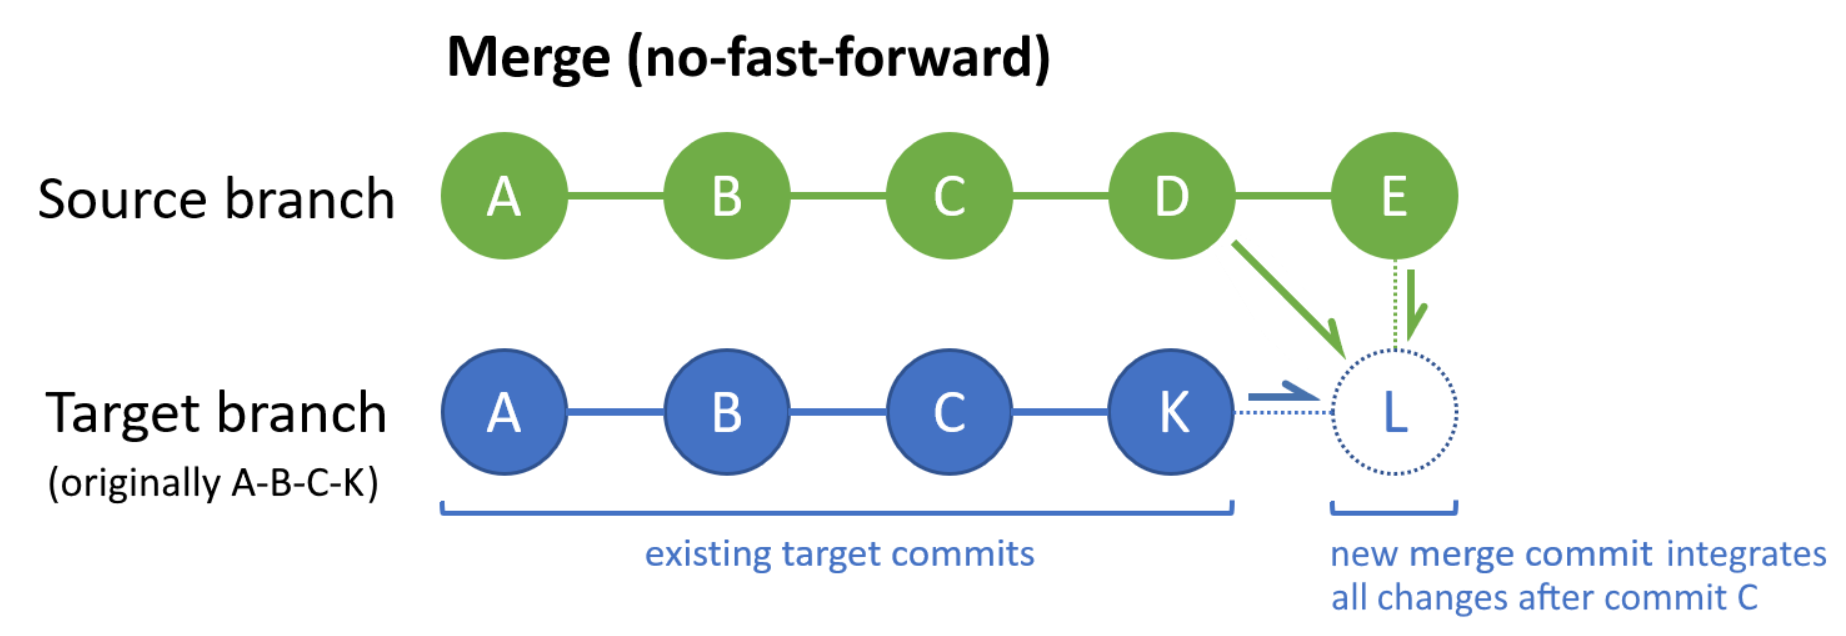 Merge (no-fast-forward)
Source branch
A B C D E
Target branch
(originally A-B-C-K)
A B C K L
existing target commits
new merge commit integrates
all changes after commit C